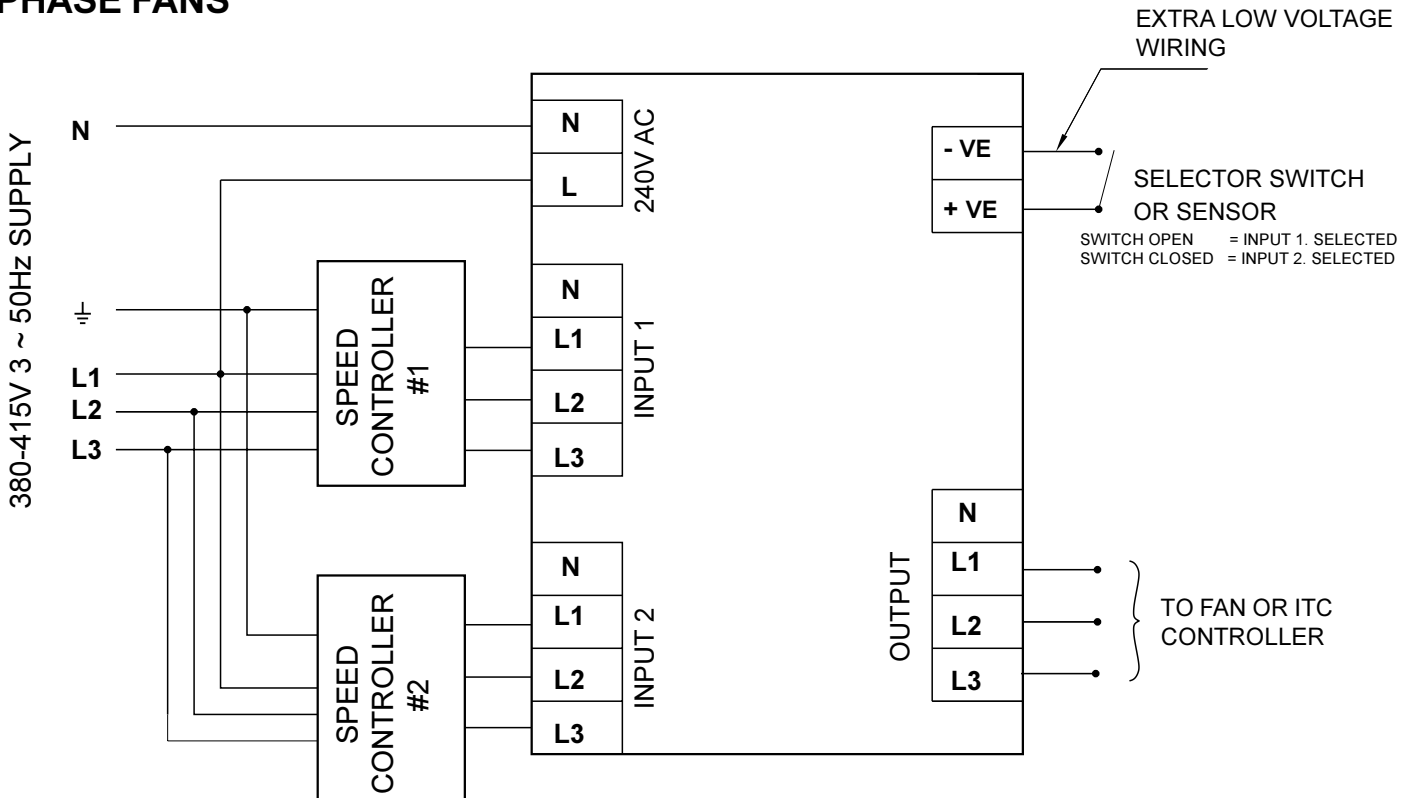 PHASE FANS
EXTRA LOW VOLTAGE
WIRING
380-415V 3 ~ 50Hz SUPPLY
N
L1
L2
L3
SPEED
CONTROLLER
#1
SPEED
CONTROLLER
#2
N
L
240V AC
N
L1
L2
L3
INPUT 1
N
L1
L2
L3
INPUT 2
- VE
+ VE
SELECTOR SWITCH
OR SENSOR
SWITCH OPEN = INPUT 1. SELECTED
SWITCH CLOSED = INPUT 2. SELECTED
OUTPUT
N
L1
L2
L3
TO FAN OR ITC
CONTROLLER